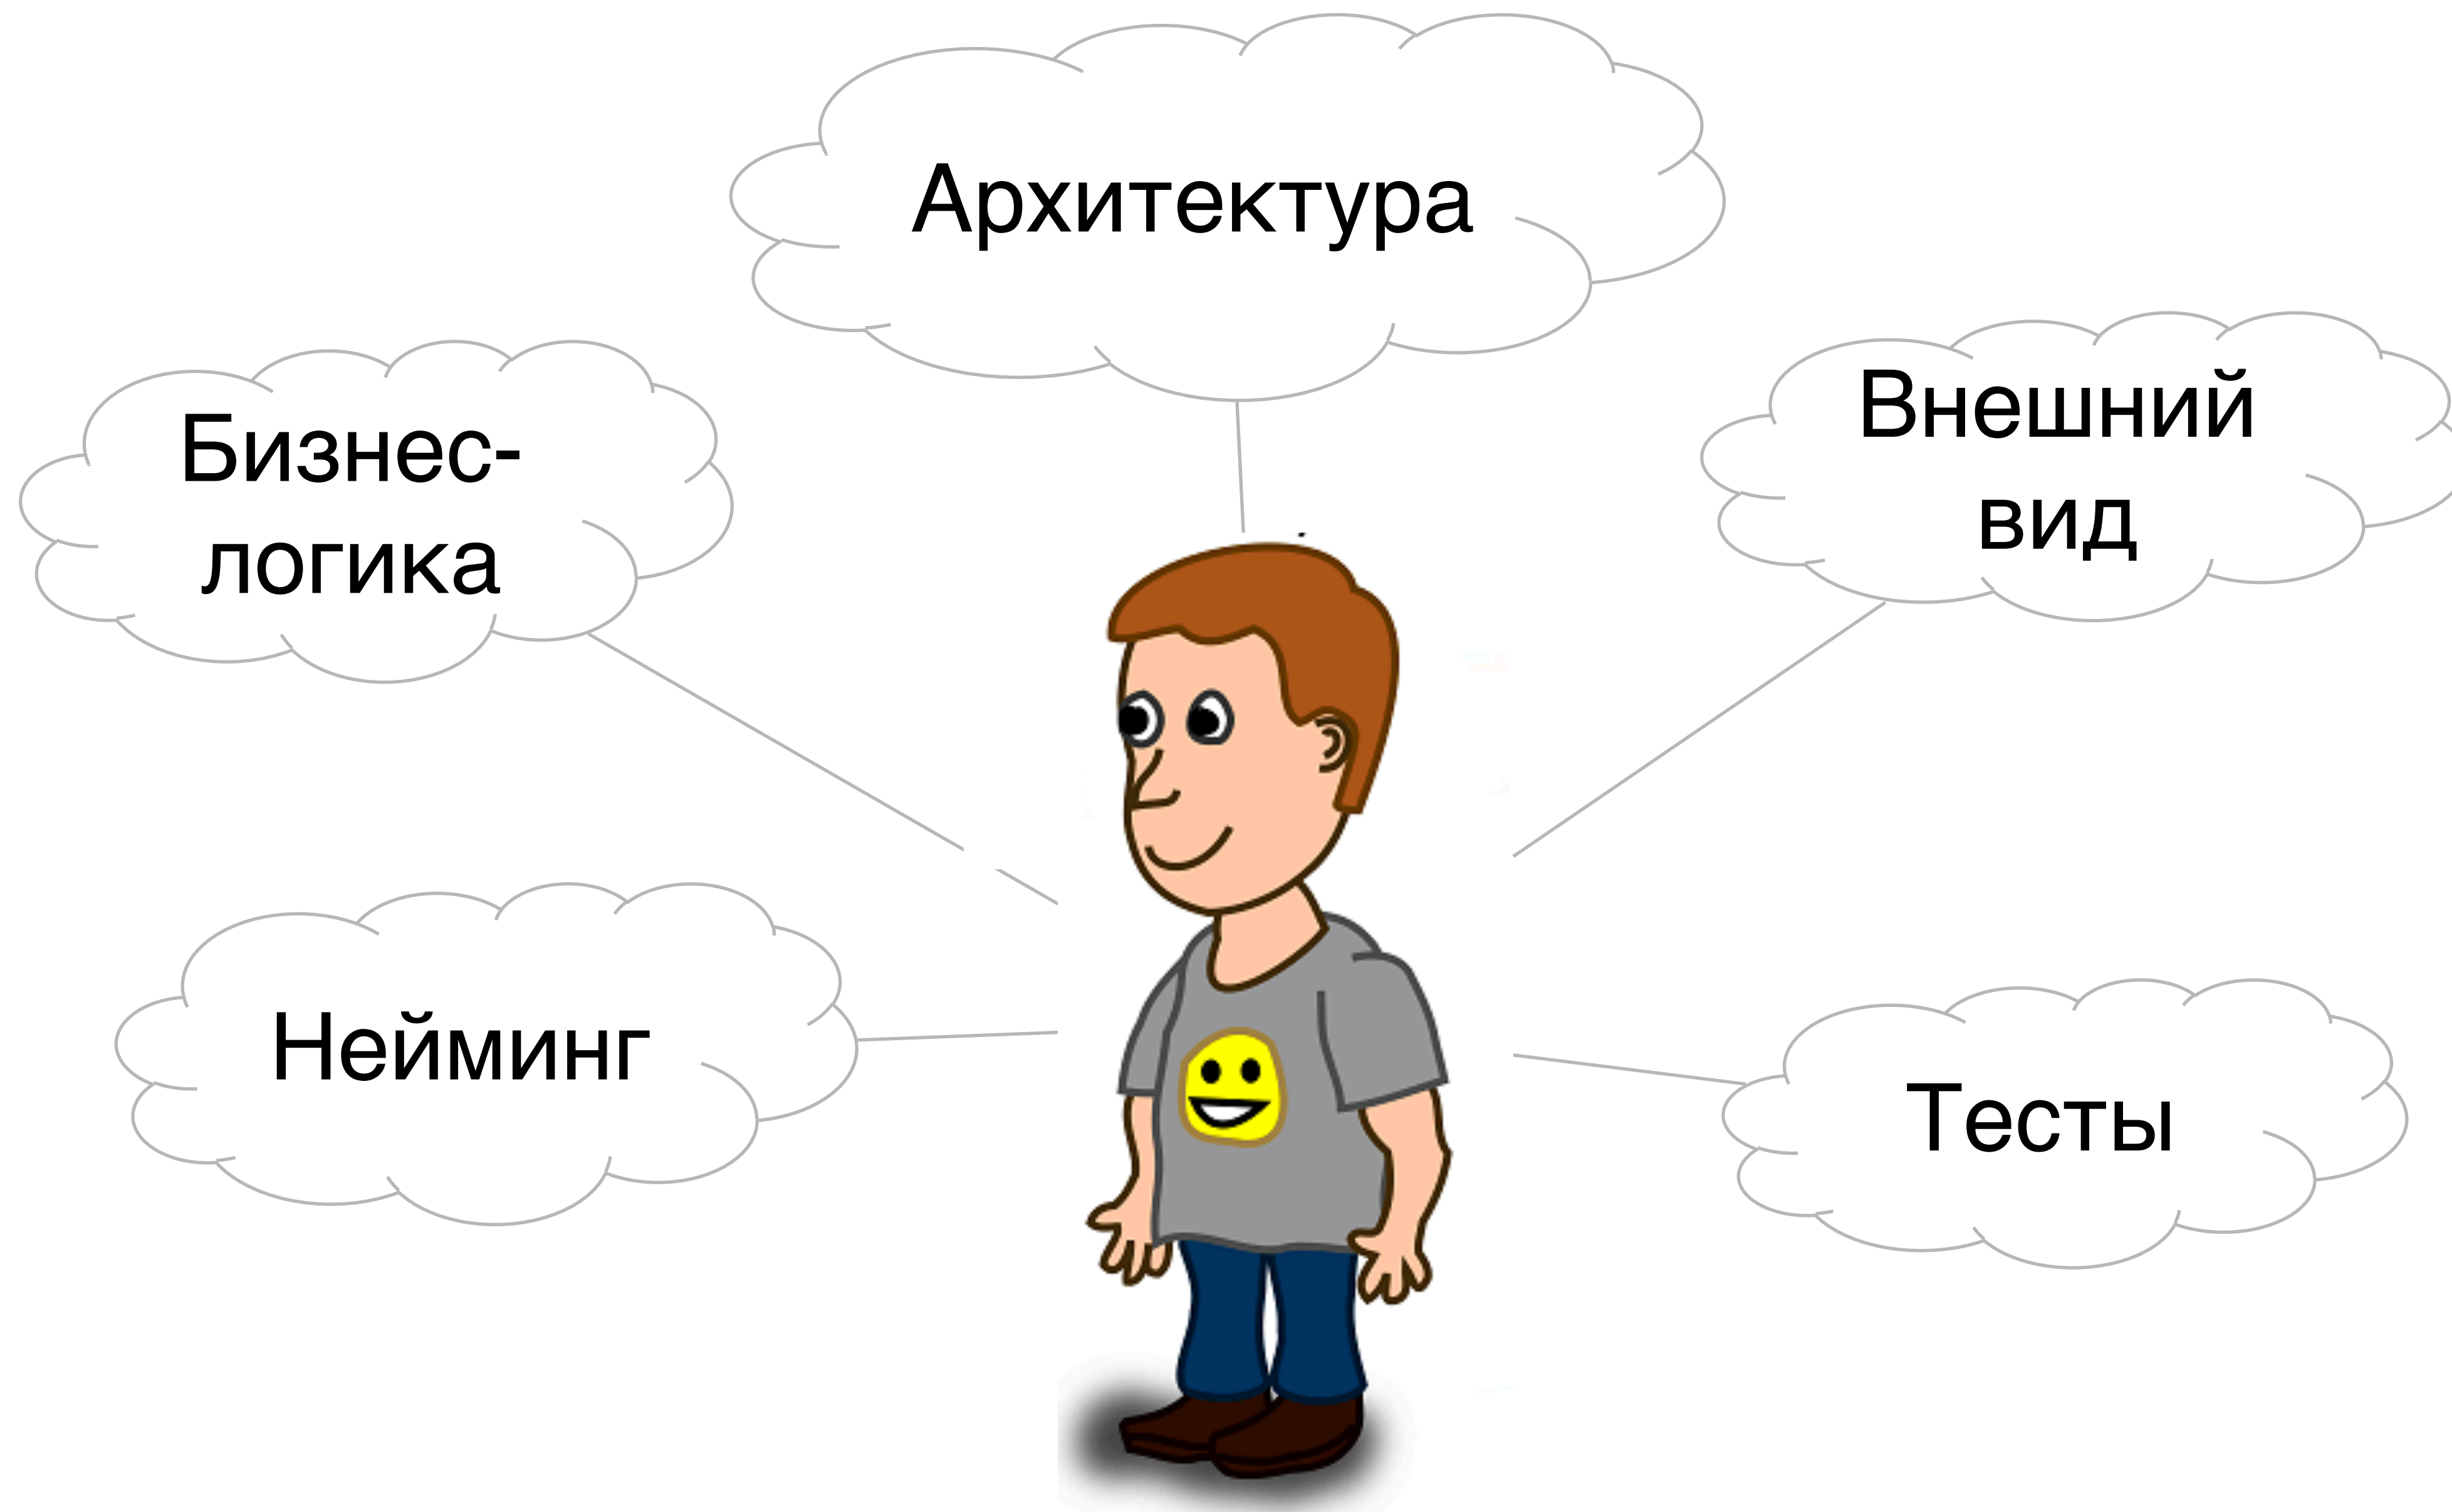 Архитектура
Бизнес-
логика
Внешний
вид
Нейминг
Тесты